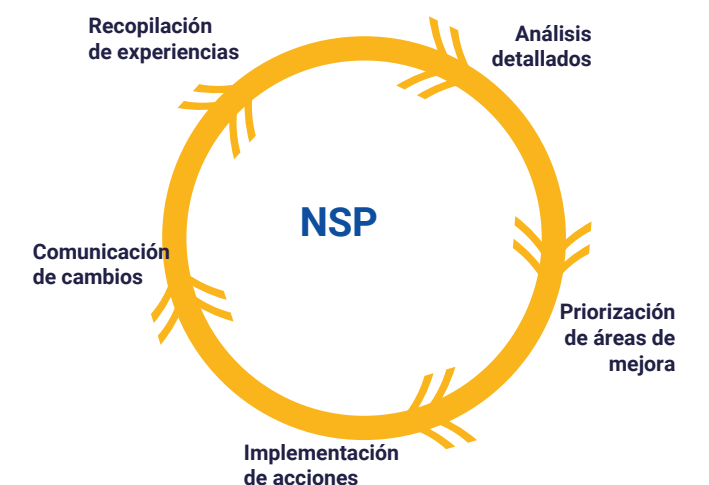 Recopilación
de experiencias
Análisis
detallados
NSP
Comunicación
de cambios
Priorización
de áreas de
mejora
Implementación
de acciones